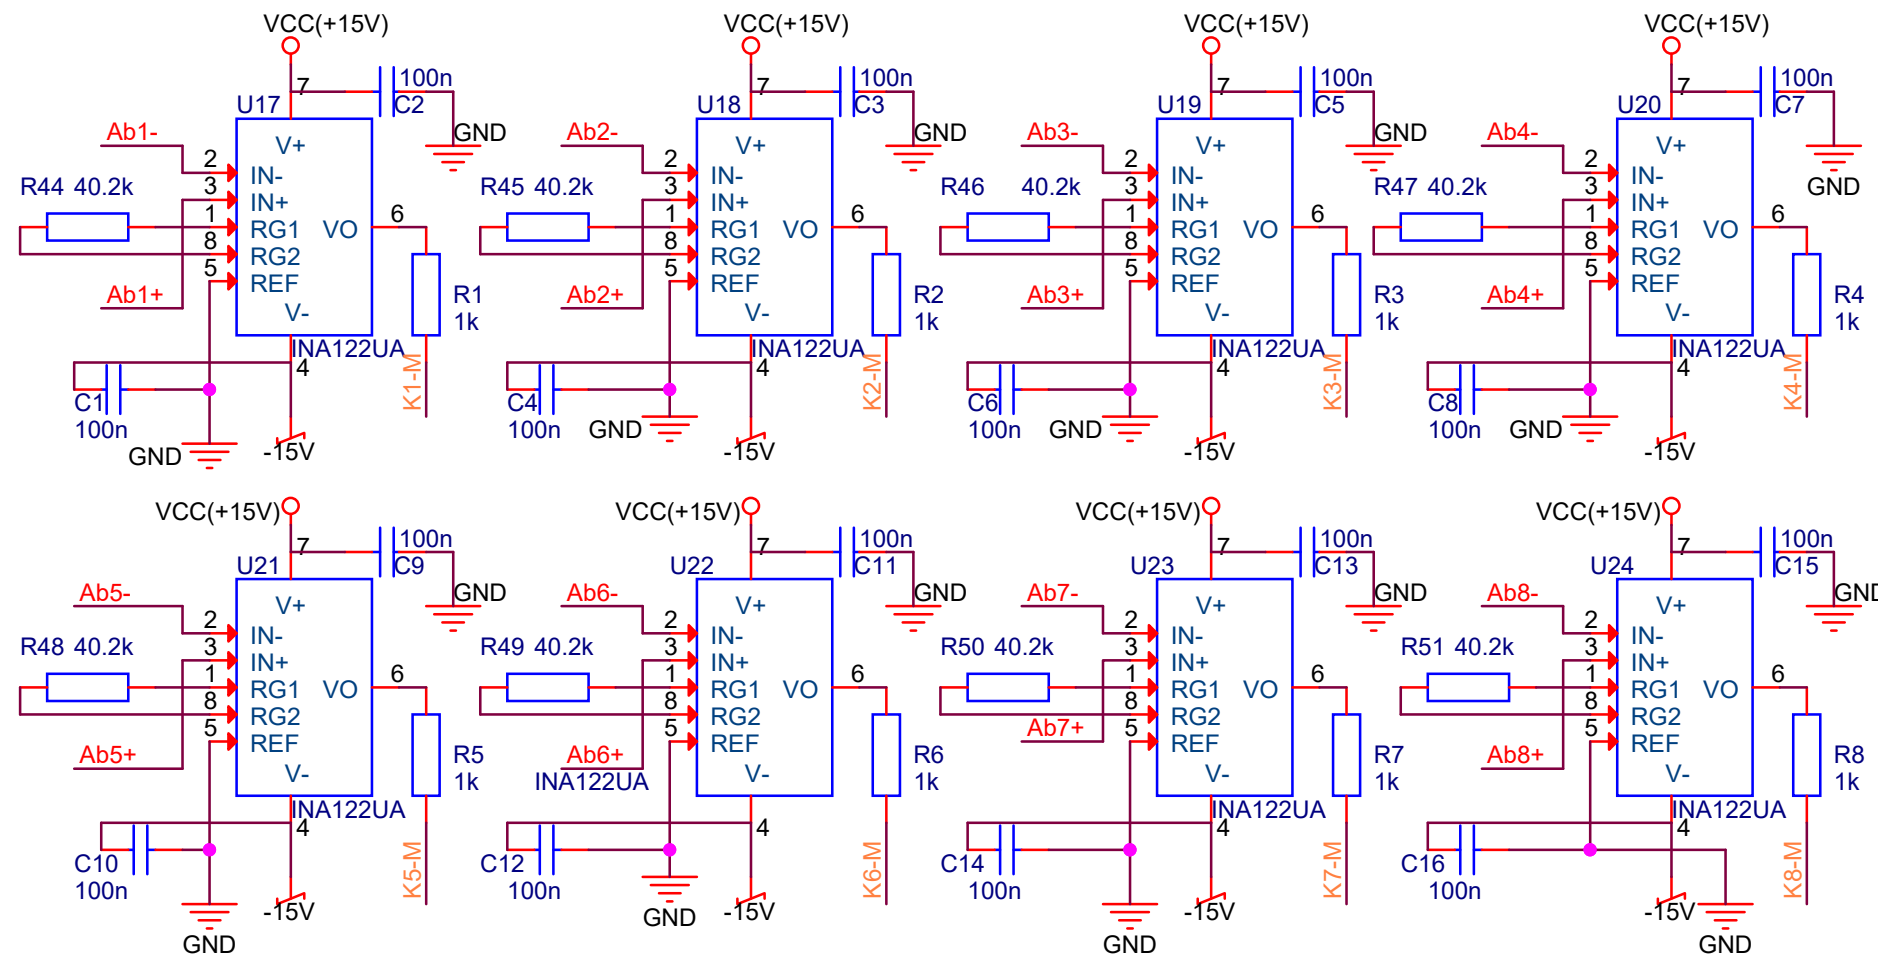 VCC(+15V) VCC(+15V) VCC(+15V) VCC(+15V)
7 100n 7 100n 7 100n 7 100n
U17 C2 U18 C3 U19 C5 U20 C7
Ab1- V+ GND Ab2- V+ GND Ab3- V+ GND Ab4- V+ GND
2 IN- 2 IN- 2 IN- 2 IN-
R44 40.2k 3 IN+ R45 40.2k 3 IN+ R46 40.2k 3 IN+ R47 40.2k 3 IN+
1 RG1 VO 6 1 RG1 VO 6 1 RG1 VO 6 1 RG1 VO 6
8 RG2 8 RG2 8 RG2 8 RG2
5 REF 5 REF 5 REF 5 REF
Ab1+ R1 Ab2+ R2 Ab3+ R3 Ab4+ R4
V- 1k V- 1k V- 1k V- 1k
INA122UA INA122UA INA122UA INA122UA
4 K1-M 4 K2-M 4 K3-M 4 K4-M
C1 C4 C6 C8
100n 100n GND 100n GND 100n GND
GND -15V -15V -15V -15V
VCC(+15V) VCC(+15V) VCC(+15V) VCC(+15V)
7 100n 7 100n 7 100n 7 100n
U21 C9 U22 C11 U23 C13 U24 C15
Ab5- V+ GND Ab6- V+ GND Ab7- V+ GND Ab8- V+ GND
2 IN- 2 IN- 2 IN- 2 IN-
R48 40.2k 3 IN+ R49 40.2k 3 IN+ R50 40.2k 3 IN+ R51 40.2k 3 IN+
1 RG1 VO 6 1 RG1 VO 6 1 RG1 VO 6 1 RG1 VO 6
8 RG2 8 RG2 8 RG2 8 RG2
5 REF 5 REF Ab7+ 5 REF 5 REF
Ab5+ R5 Ab6+ R6 R7 Ab8+ R8
V- 1k INA122UA V- 1k V- 1k V- 1k
INA122UA INA122UA INA122UA
4 K5-M 4 K6-M 4 K7-M 4 K8-M
C10 C12 C14 C16
100n 100n 100n 100n
-15V GND -15V -15V -15V
GND GND GND